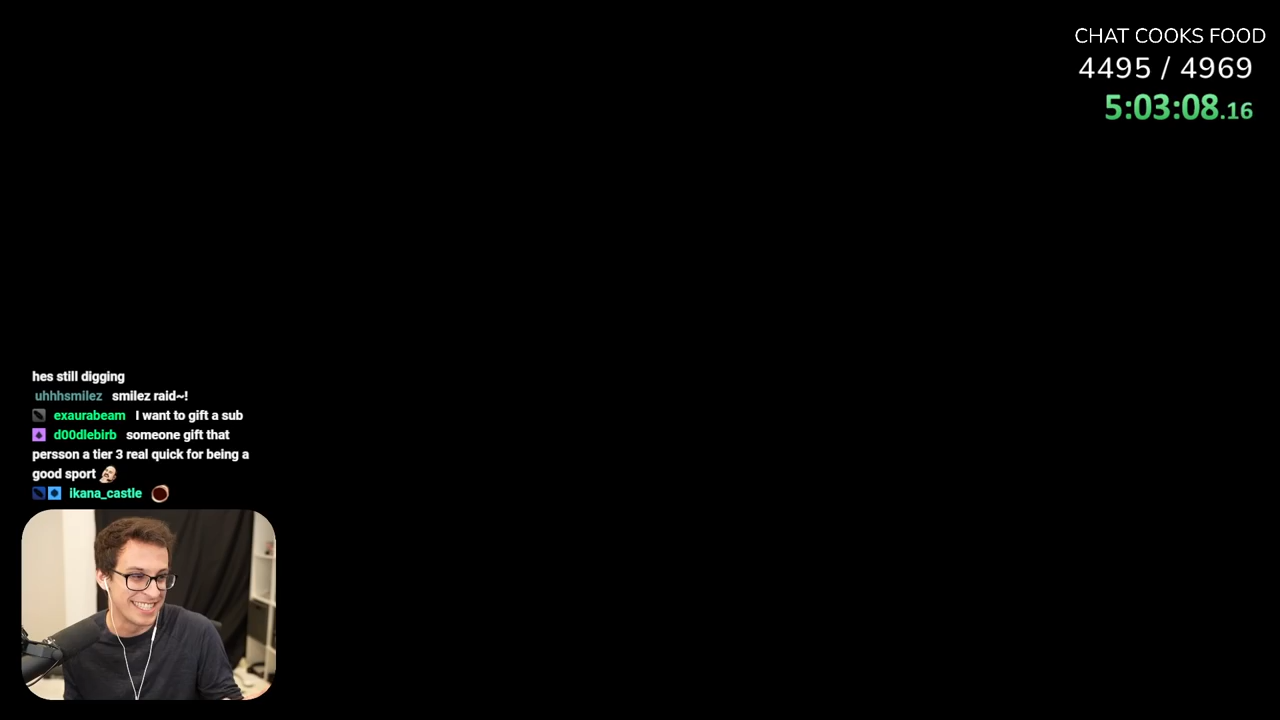 CHAT COOKS FOOD
4495 / 4969
5:03:08.16
hes still digging
uhhhsmilez smilez raid~!
exaurabeam I want to gift a sub
d00dlebirb someone gift that
persson a tier 3 real quick for being a
good sport
ikana_castle